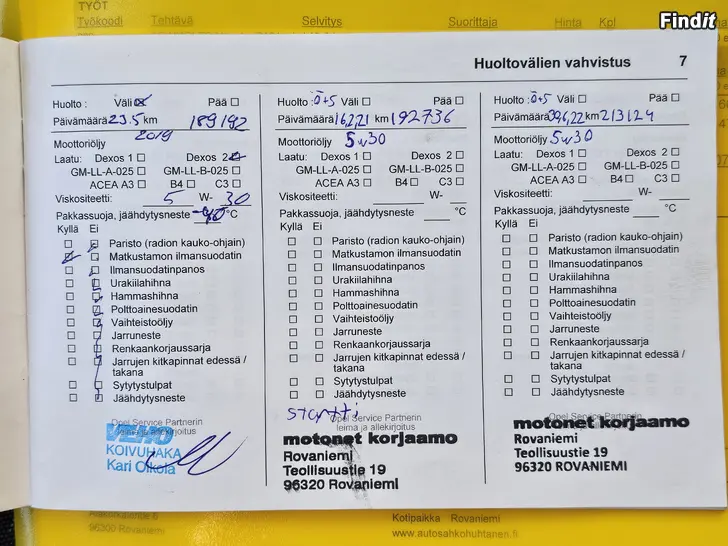 Findit
TYÖT
Työkoodi Tehtävä Selvitys Suorittaja Hinta Kpl
Huoltovälien vahvistus 7
Huolto : Väli ☒ Pää ☐
Päivämäärä 23.5 km 189192
2019
Moottoriöljy
Laatu: Dexos 1 ☐ Dexos 2 ☑
GM-LL-A-025 ☐ GM-LL-B-025 ☐
ACEA A3 ☐ B4 ☐ C3 ☐
Viskositeetti: 5 W- 30
Pakkassuoja, jäähdytysneste -40 °C
Kyllä Ei
Paristo (radion kauko-ohjain)
Matkustamon ilmansuodatin
Ilmansuodatinpanos
Urakiilahihna
Hammashihna
Polttoainesuodatin
Vaihteistoöljy
Jarruneste
Renkaankorjaussarja
Jarrujen kitkapinnat edessä /
takana
Sytytystulpat
Jäähdytysneste
Opel Service Partnerin
leima ja allekirjoitus
VEHO
KOIVUHAKA
Kari Olkola
Huolto : Ö+S Väli ☐ Pää ☐
Päivämäärä 16.2.21 km 192736
Moottoriöljy 5w30
Laatu: Dexos 1 ☐ Dexos 2 ☐
GM-LL-A-025 ☐ GM-LL-B-025 ☐
ACEA A3 ☐ B4 ☐ C3 ☐
Viskositeetti: W-
Pakkassuoja, jäähdytysneste °C
Kyllä Ei
Paristo (radion kauko-ohjain)
Matkustamon ilmansuodatin
Ilmansuodatinpanos
Urakiilahihna
Hammashihna
Polttoainesuodatin
Vaihteistoöljy
Jarruneste
Renkaankorjaussarja
Jarrujen kitkapinnat edessä /
takana
Sytytystulpat
Jäähdytysneste
startti
Opel Service Partnerin
leima ja allekirjoitus
motonet korjaamo
Rovaniemi
Teollisuustie 19
96320 Rovaniemi
Huolto : Ö+S Väli ☐ Pää ☐
Päivämäärä km 213124
Moottoriöljy 5w30
Laatu: Dexos 1 ☐ Dexos 2 ☐
GM-LL-A-025 ☐ GM-LL-B-025 ☐
ACEA A3 ☐ B4 ☐ C3 ☐
Viskositeetti: W-
Pakkassuoja, jäähdytysneste °C
Kyllä Ei
Paristo (radion kauko-ohjain)
Matkustamon ilmansuodatin
Ilmansuodatinpanos
Urakiilahihna
Hammashihna
Polttoainesuodatin
Vaihteistoöljy
Jarruneste
Renkaankorjaussarja
Jarrujen kitkapinnat edessä /
takana
Sytytystulpat
Jäähdytysneste
Opel Service Partnerin
motonet korjaamo
Rovaniemi
Teollisuustie 19
96320 ROVANIEMI
96300 Rovaniemi
Kotipaikka Rovaniemi
www.autosahkohuhtanen.fi